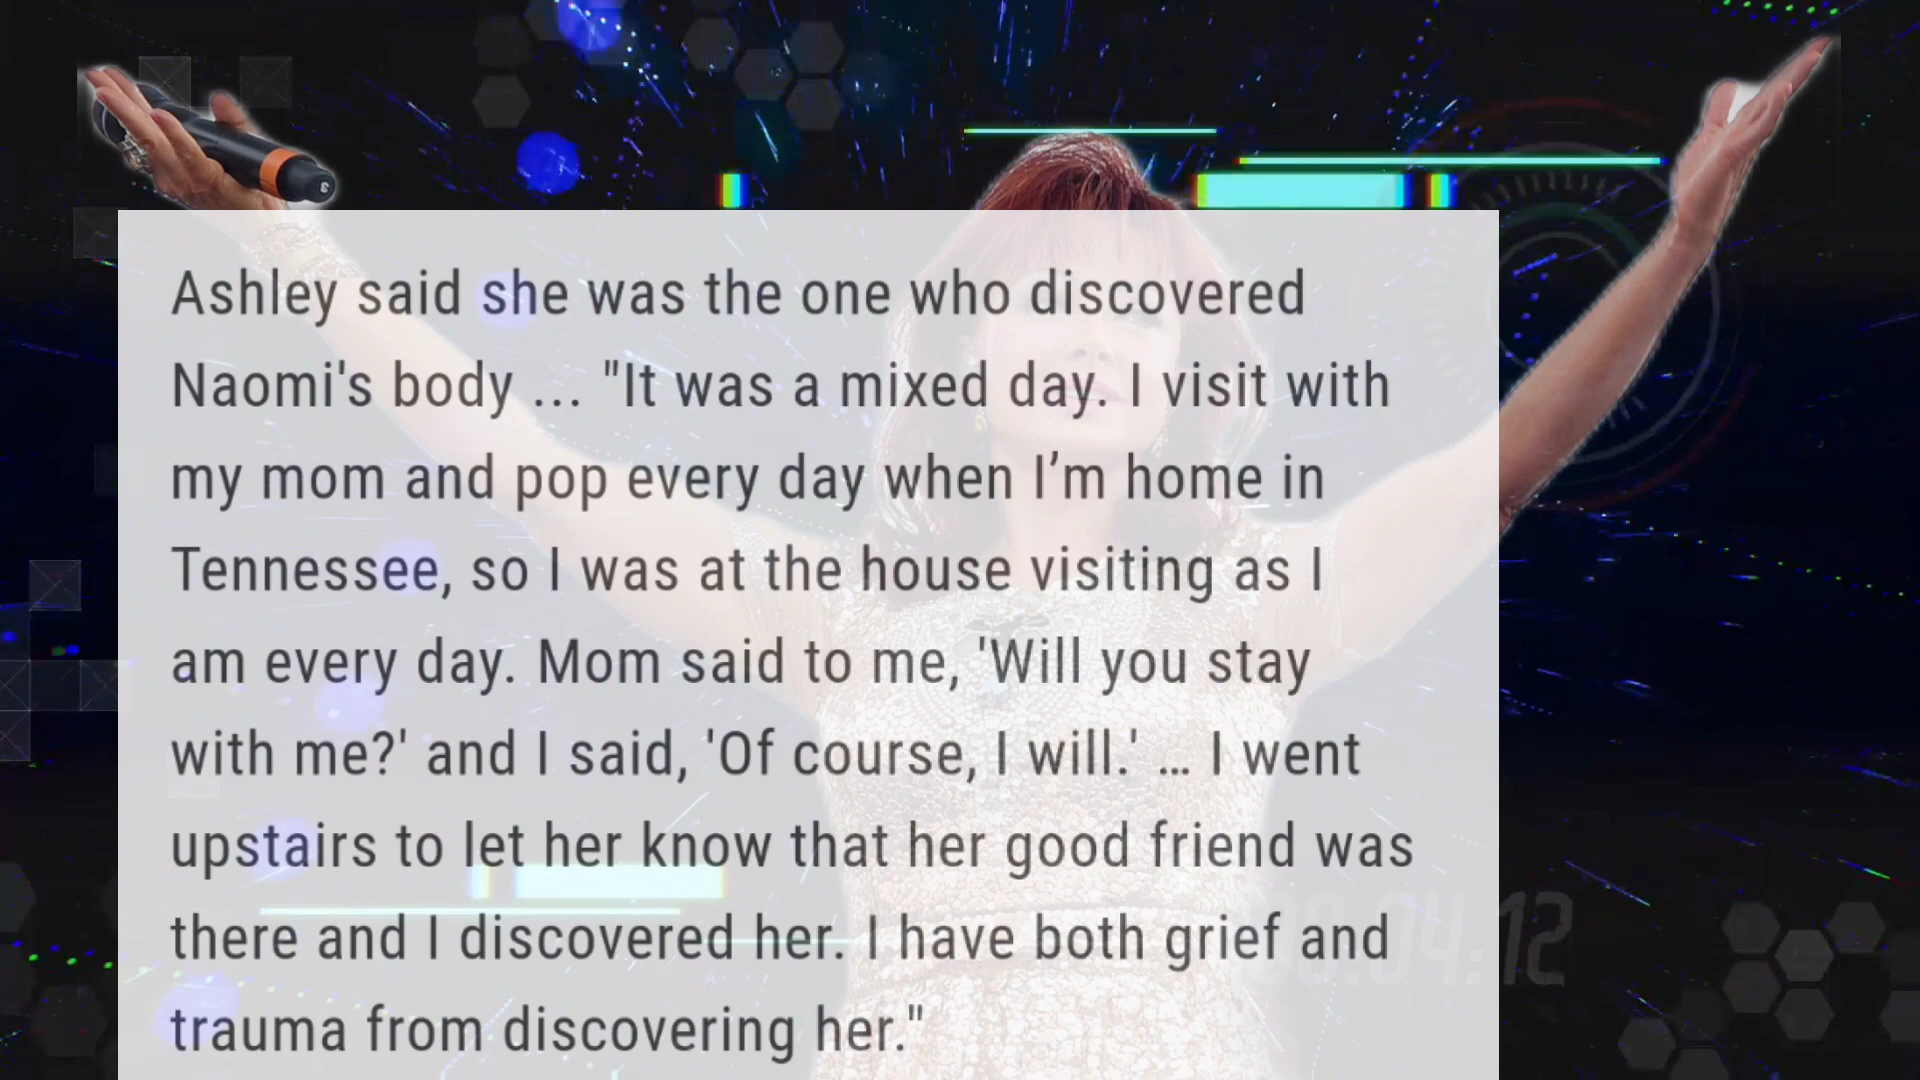 Ashley said she was the one who discovered
Naomi's body ... "It was a mixed day. I visit with
my mom and pop every day when I’m home in
Tennessee, so I was at the house visiting as I
am every day. Mom said to me, 'Will you stay
with me?' and I said, 'Of course, I will.' … I went
upstairs to let her know that her good friend was
there and I discovered her. I have both grief and
trauma from discovering her."
3